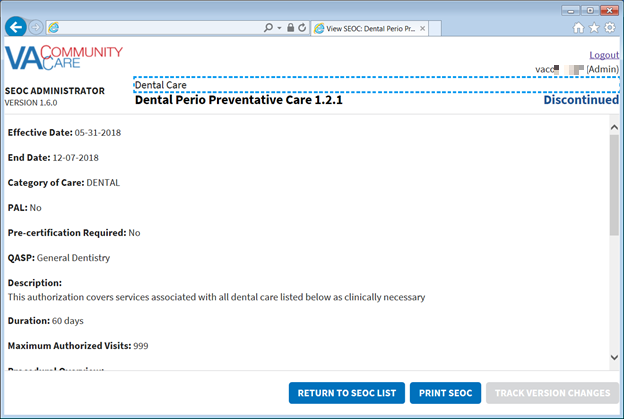 View SEOC: Dental Perio Pr...
VA COMMUNITY CARE
Logout
(Admin)
SEOC ADMINISTRATOR
VERSION 1.6.0
Dental Care
Dental Perio Preventative Care 1.2.1
Discontinued
Effective Date: 05-31-2018
End Date: 12-07-2018
Category of Care: DENTAL
PAL: No
Pre-certification Required: No
QASP: General Dentistry
Description:
This authorization covers services associated with all dental care listed below as clinically necessary
Duration: 60 days
Maximum Authorized Visits: 999
RETURN TO SEOC LIST
PRINT SEOC
TRACK VERSION CHANGES